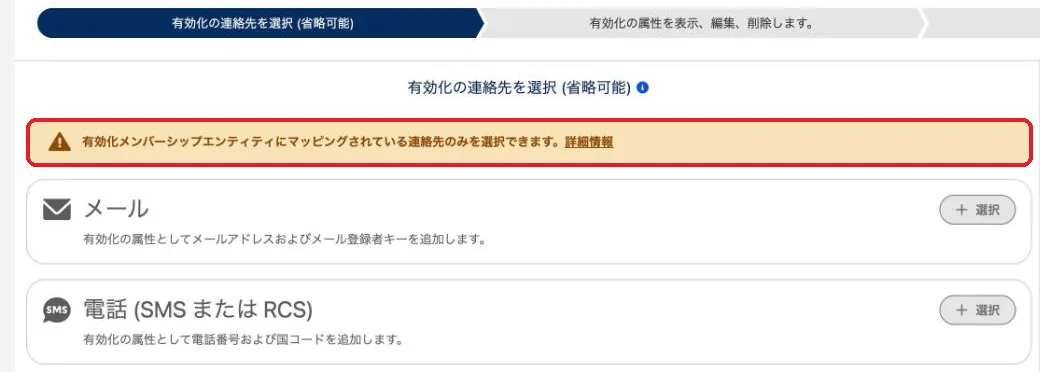 有効化の連絡先を選択 (省略可能)
有効化の属性を表示、編集、削除します。
有効化の連絡先を選択 (省略可能)
有効化メンバーシップエンティティにマッピングされている連絡先のみを選択できます。詳細情報
メール
+ 選択
有効化の属性としてメールアドレスおよびメール登録者キーを追加します。
SMS
電話 (SMS または RCS)
+ 選択
有効化の属性として電話番号および国コードを追加します。